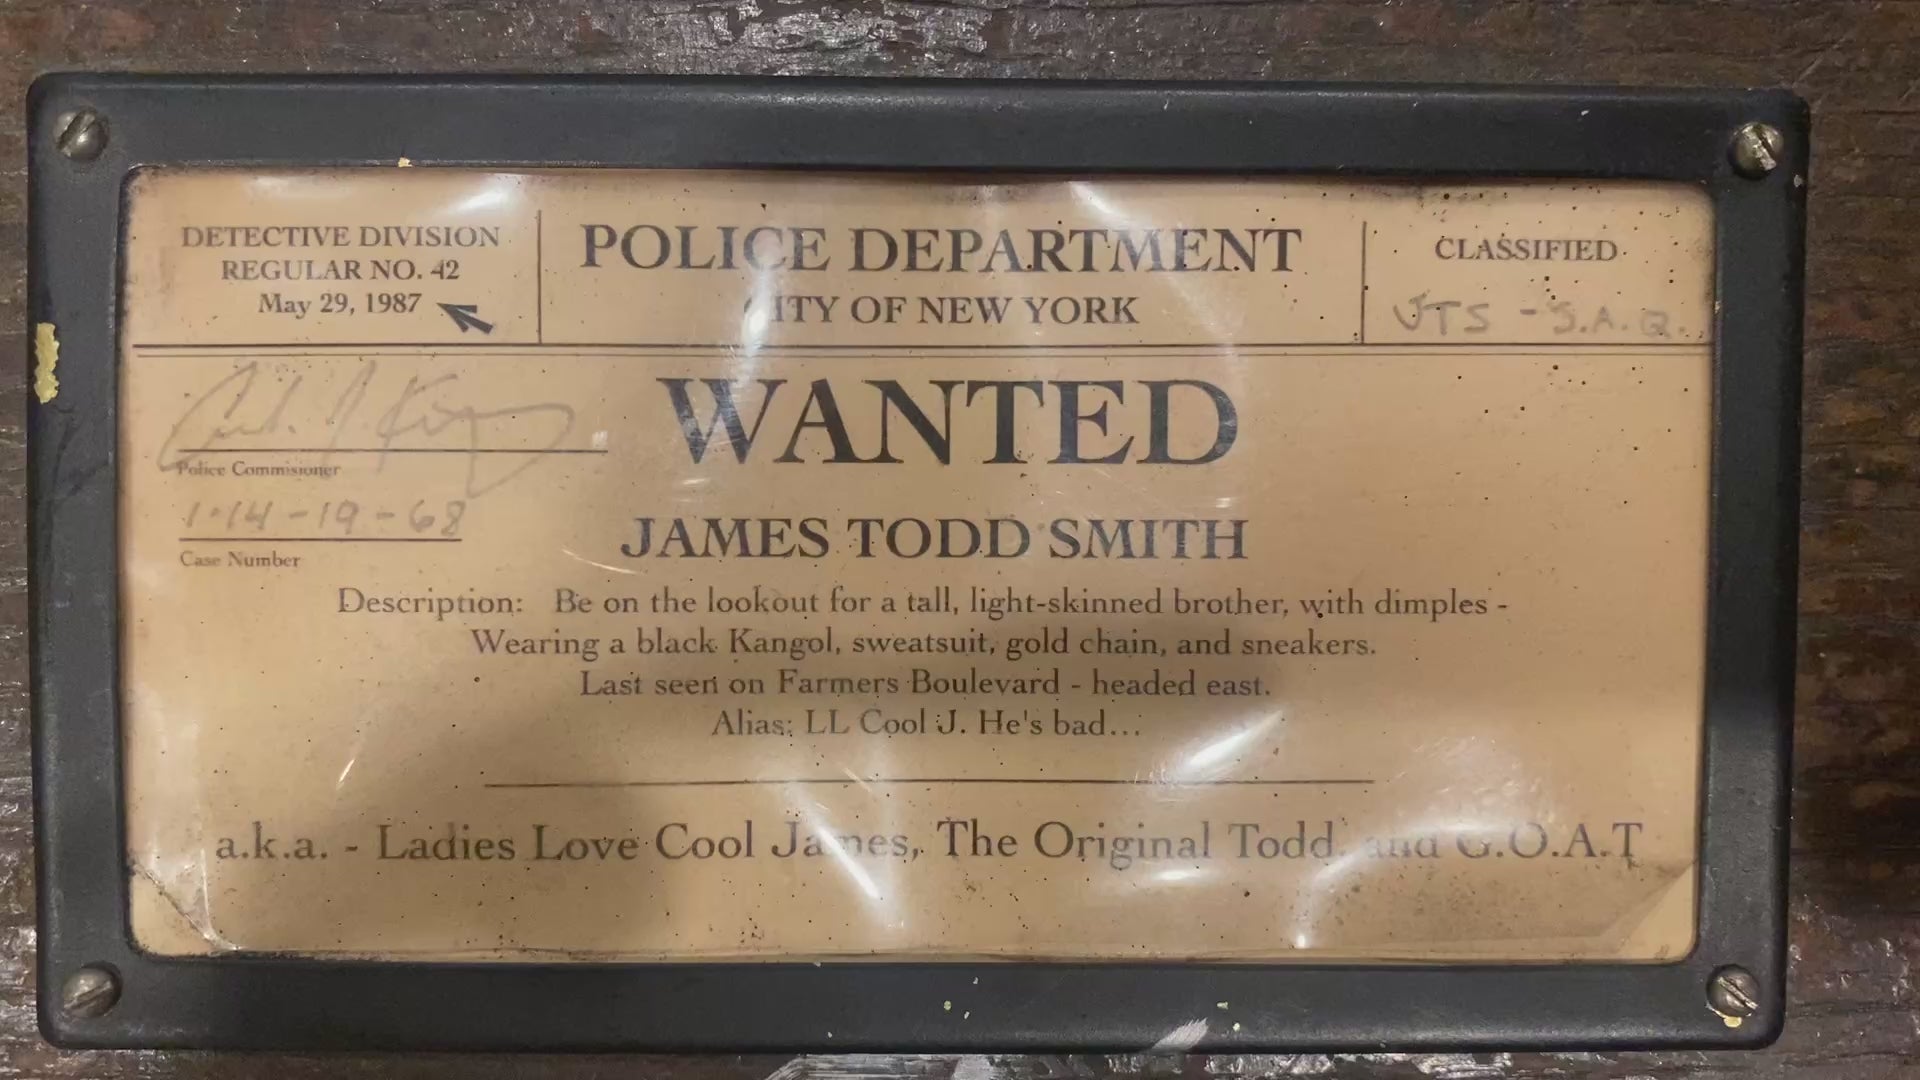 DETECTIVE DIVISION
REGULAR NO. 42
May 29, 1987
POLICE DEPARTMENT
CITY OF NEW YORK
CLASSIFIED
JTS - S.A.Q.
WANTED
Police Commisioner
1-14-19-68
Case Number
JAMES TODD SMITH
Description: Be on the lookout for a tall, light-skinned brother, with dimples -
Wearing a black Kangol, sweatsuit, gold chain, and sneakers.
Last seen on Farmers Boulevard - headed east.
Alias: LL Cool J. He's bad...
a.k.a. - Ladies Love Cool James, The Original Todd, and G.O.A.T